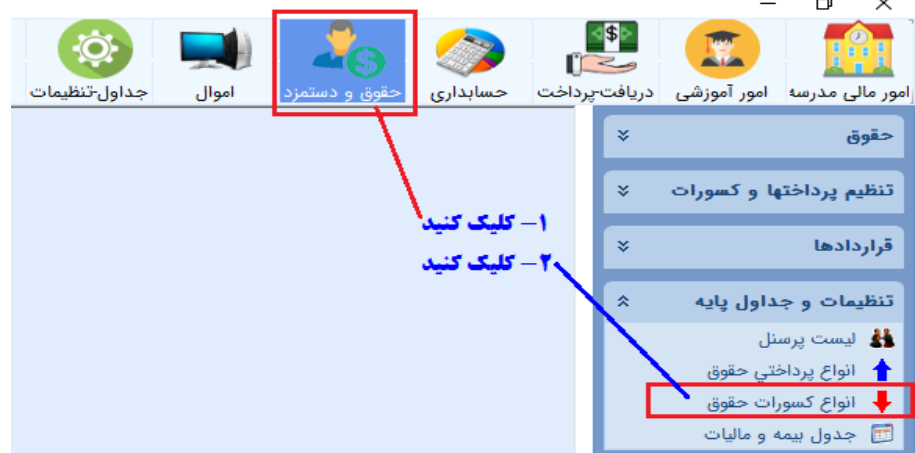 امور مالی مدرسه
امور آموزشی
دریافت-پرداخت
حسابداری
حقوق و دستمزد
اموال
جداول-تنظیمات
حقوق
تنظیم پرداختها و کسورات
۱- کلیک کنید
قراردادها
۲- کلیک کنید
تنظیمات و جداول پایه
لیست پرسنل
انواع پرداختي حقوق
انواع کسورات حقوق
جدول بیمه و مالیات